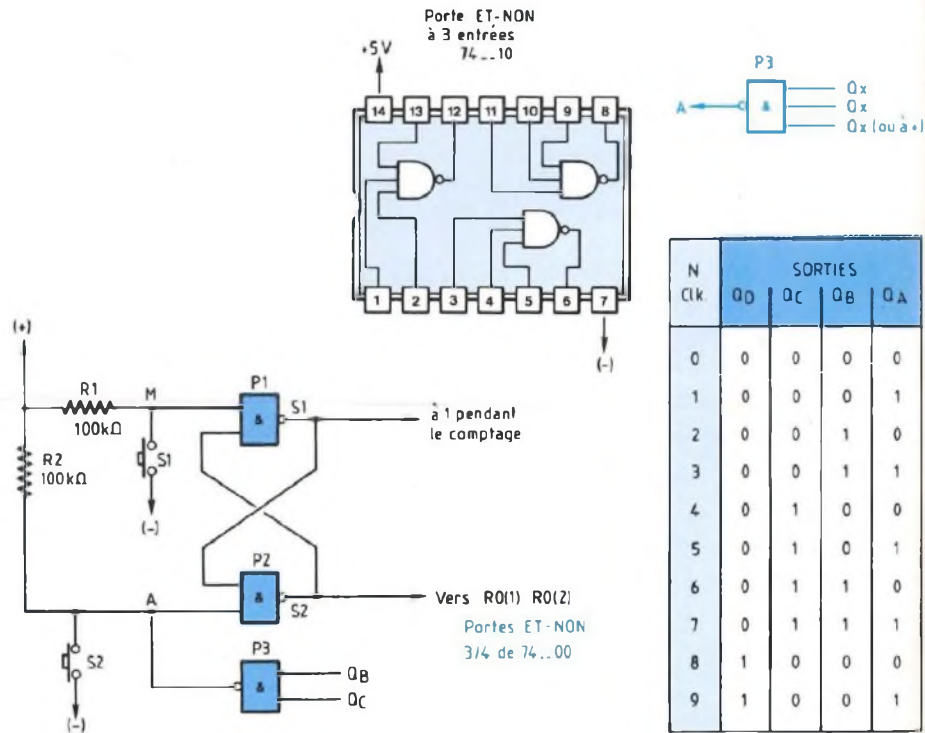 Porte ET-NON
à 3 entrées
74__10
+5V
14 13 12 11 10 9 8
1 2 3 4 5 6 7
(-)
P3
A
&
Qx
Qx
Qx (ou à +)
N
Clk.
SORTIES
QD QC QB QA
0 0 0 0 0
1 0 0 0 1
2 0 0 1 0
3 0 0 1 1
4 0 1 0 0
5 0 1 0 1
6 0 1 1 0
7 0 1 1 1
8 1 0 0 0
9 1 0 0 1
(+)
R1
100kΩ
M
S1
(-)
R2
100kΩ
P1
&
S1
à 1 pendant
le comptage
P2
&
S2
Vers R0(1) R0(2)
Portes ET-NON
3/4 de 74__00
A
S2
(-)
P3
&
QB
QC